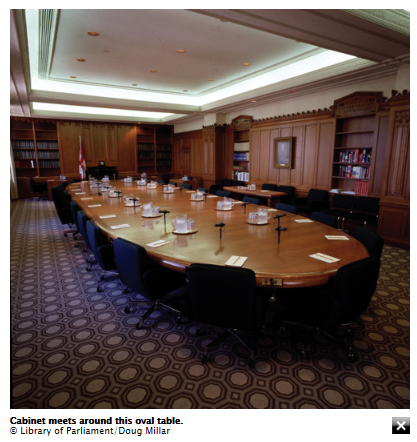 Cabinet meets around this oval table.
© Library of Parliament/Doug Millar